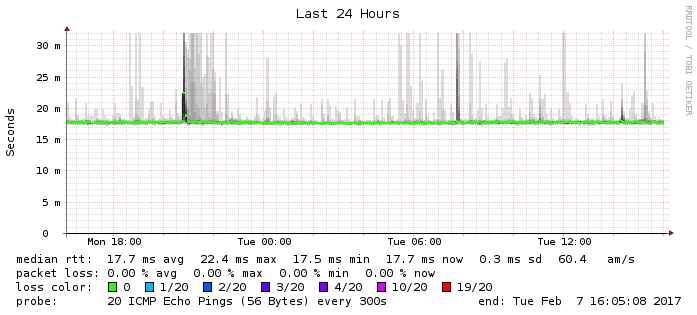 Last 24 Hours
RRDTOOL / TOBI OETIKER
Seconds
30 m
25 m
20 m
15 m
10 m
5 m
0
Mon 18:00 Tue 00:00 Tue 06:00 Tue 12:00
median rtt: 17.7 ms avg 22.4 ms max 17.5 ms min 17.7 ms now 0.3 ms sd 60.4 am/s
packet loss: 0.00 % avg 0.00 % max 0.00 % min 0.00 % now
loss color: 0 1/20 2/20 3/20 4/20 10/20 19/20
probe: 20 ICMP Echo Pings (56 Bytes) every 300s end: Tue Feb 7 16:05:08 2017